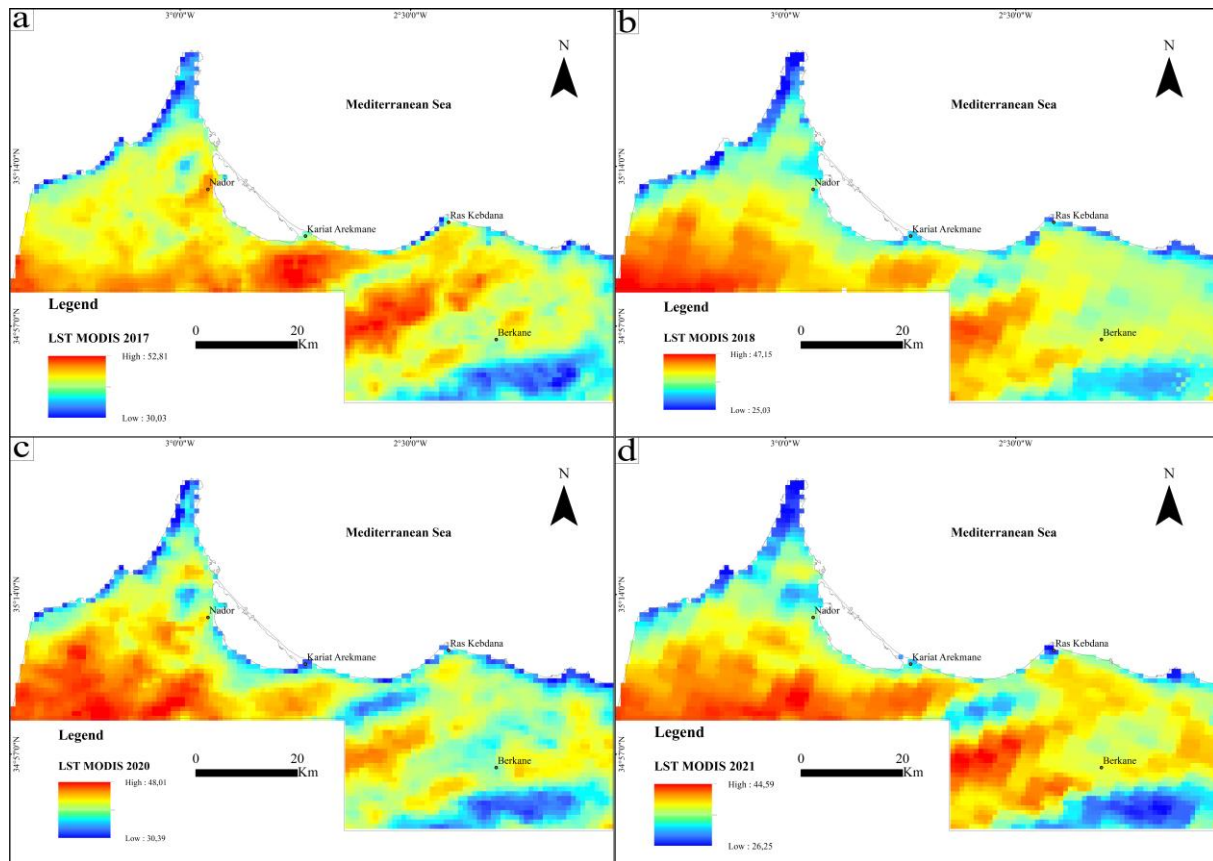 a
3°0'0"W
2°30'0"W
N
Mediterranean Sea
35°14'0"N
Nador
Ras Kebdana
Kariat Arekmane
Legend
LST MODIS 2017
High : 52,81
Low : 30,03
0 20
Km
34°57'0"N
Berkane
b
3°0'0"W
2°30'0"W
N
Mediterranean Sea
35°14'0"N
Nador
Ras Kebdana
Kariat Arekmane
Legend
LST MODIS 2018
High : 47,15
Low : 25,03
0 20
Km
34°57'0"N
Berkane
c
3°0'0"W
2°30'0"W
N
Mediterranean Sea
35°14'0"N
Nador
Ras Kebdana
Kariat Arekmane
Legend
LST MODIS 2020
High : 48,01
Low : 30,39
0 20
Km
34°57'0"N
Berkane
d
3°0'0"W
2°30'0"W
N
Mediterranean Sea
35°14'0"N
Nador
Ras Kebdana
Kariat Arekmane
Legend
LST MODIS 2021
High : 44,59
Low : 26,25
0 20
Km
34°57'0"N
Berkane